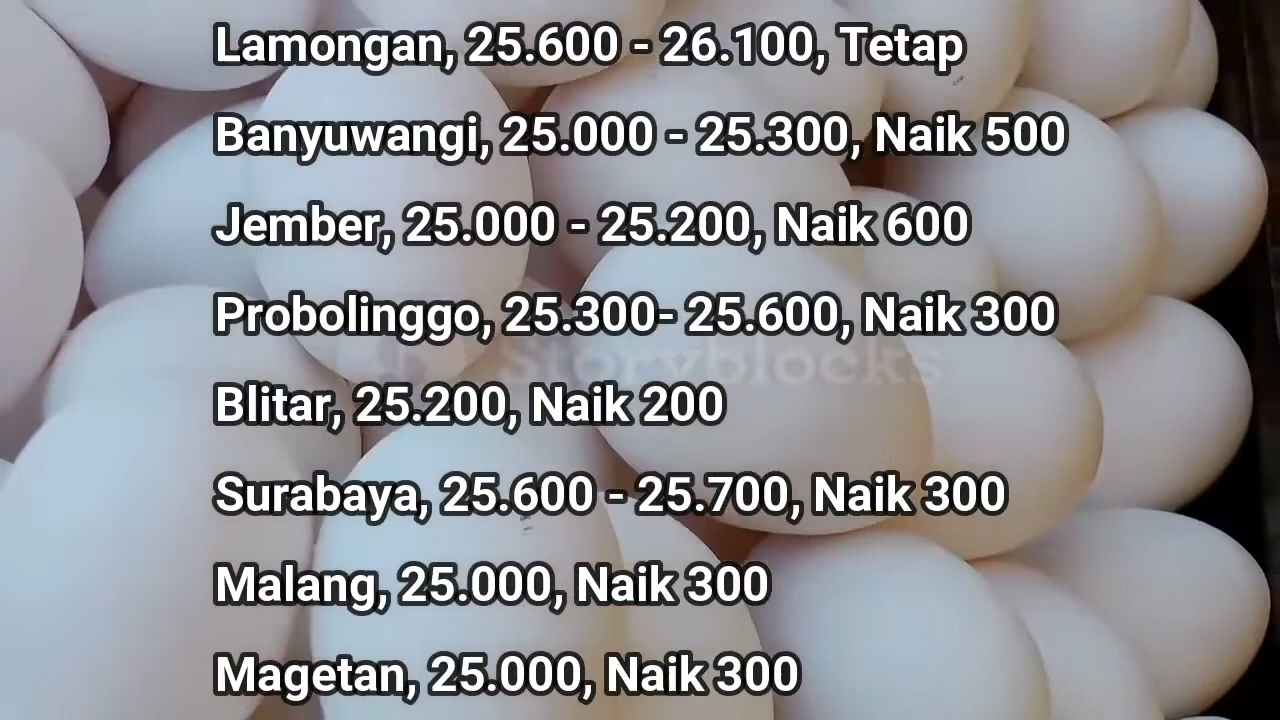 Lamongan, 25.600 - 26.100, Tetap
Banyuwangi, 25.000 - 25.300, Naik 500
Jember, 25.000 - 25.200, Naik 600
Probolinggo, 25.300- 25.600, Naik 300
Storyblocks
Blitar, 25.200, Naik 200
Surabaya, 25.600 - 25.700, Naik 300
Malang, 25.000, Naik 300
Magetan, 25.000, Naik 300